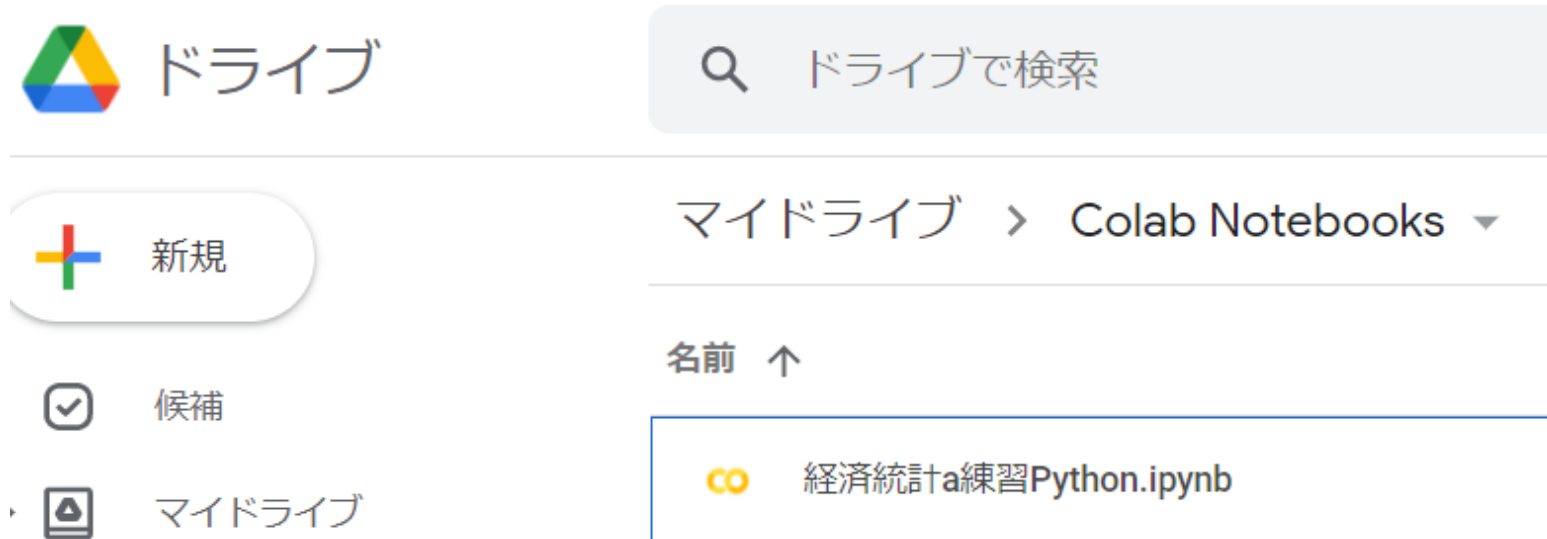 ドライブ
ドライブで検索
新規
マイドライブ > Colab Notebooks
名前
候補
経済統計a練習Python.ipynb
マイドライブ